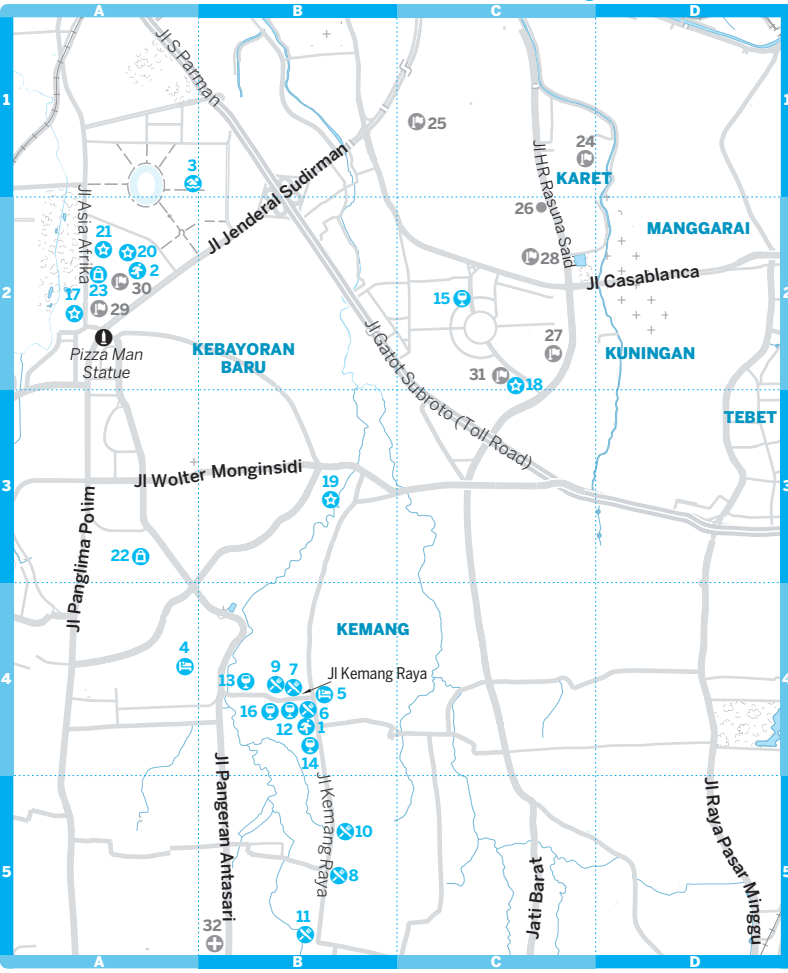 A
B
C
D
1
1
Jl S Parman
25
24
3
Jl HR Rasuna Said
KARET
Jl Jenderal Sudirman
Jl Asia Afrika
26
MANGGARAI
21
20
28
2
2
2
30
23
Jl Casablanca
15
17
29
Pizza Man
Statue
KEBAYORAN
BARU
27
KUNINGAN
Jl Gatot Subroto (Toll Road)
31
18
TEBET
Jl Wolter Monginsidi
19
3
3
Jl Panglima Polim
22
KEMANG
4
9
7
Jl Kemang Raya
4
4
13
5
16
6
12
1
14
Jl Pangeran Antasari
Jl Kemang Raya
Jl Raya Pasar Minggu
10
Jati Barat
5
5
8
11
32
A
B
C
D